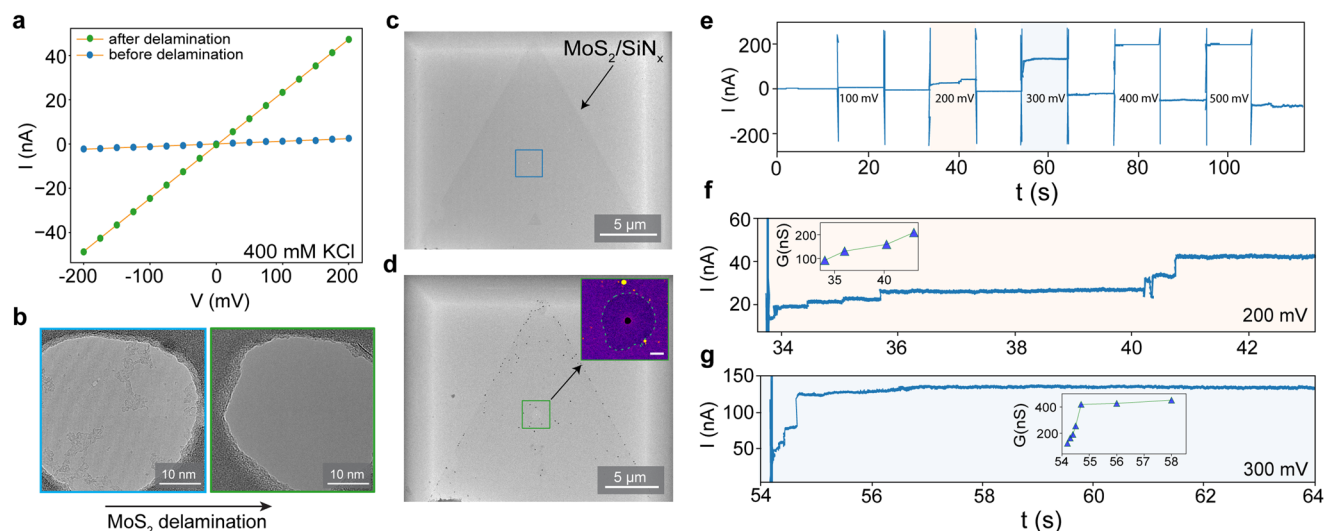 a
I (nA)
40
20
0
−20
−40
after delamination
before delamination
400 mM KCl
−200
−100
0
100
200
V (mV)
b
10 nm
10 nm
MoS2 delamination
c
MoS2/SiNx
5 µm
d
5 µm
e
I (nA)
200
0
-200
100 mV
200 mV
300 mV
400 mV
500 mV
0
20
40
60
80
100
t (s)
f
I (nA)
60
40
20
G(nS)
200
100
35
40
200 mV
34
36
38
40
42
g
I (nA)
150
100
50
G(nS)
400
200
54
55
56
57
58
300 mV
54
56
58
60
62
64
t (s)